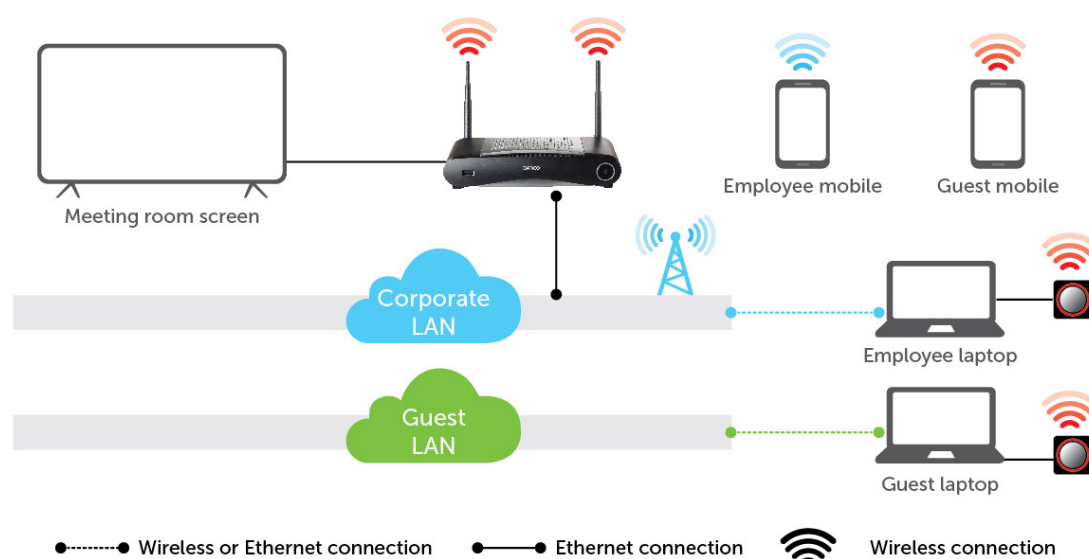 Meeting room screen
Employee mobile
Guest mobile
Corporate
LAN
Employee laptop
Guest
LAN
Guest laptop
Wireless or Ethernet connection
Ethernet connection
Wireless connection